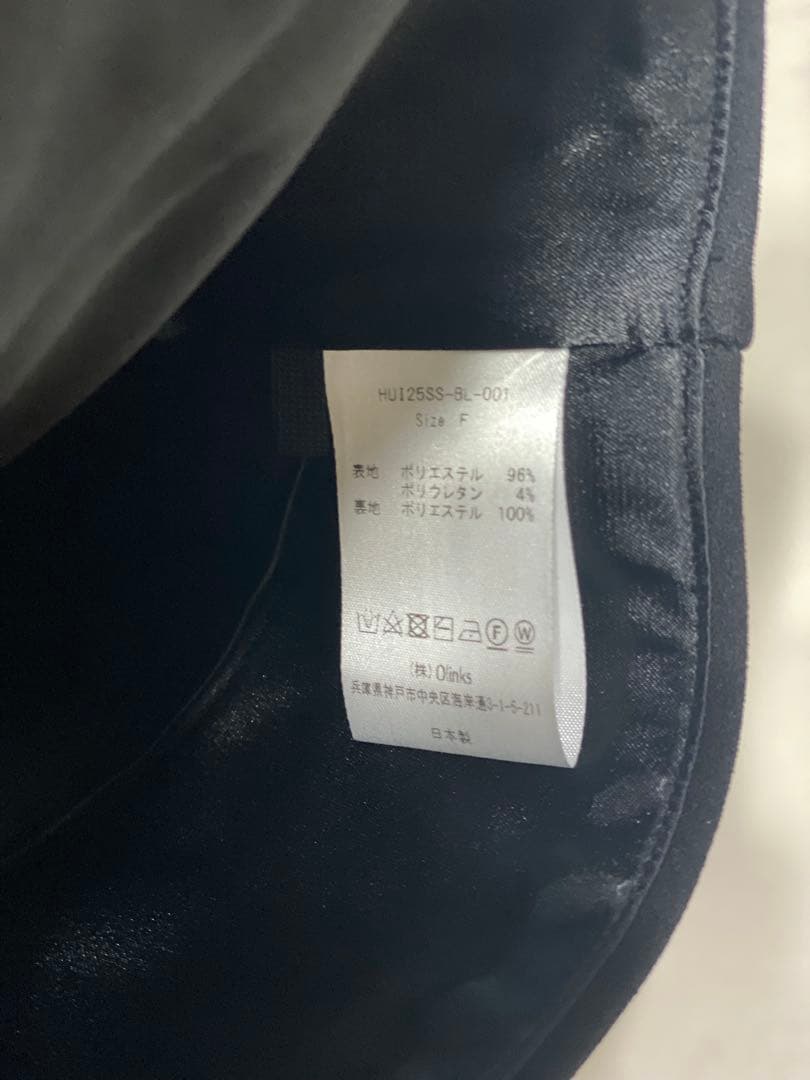 HUI25SS-BL-001
Size F
表地 ポリエステル 96%
ポリウレタン 4%
裏地 ポリエステル 100%
F W
(株)Olinks
兵庫県神戸市中央区海岸通3-1-5-211
日本製